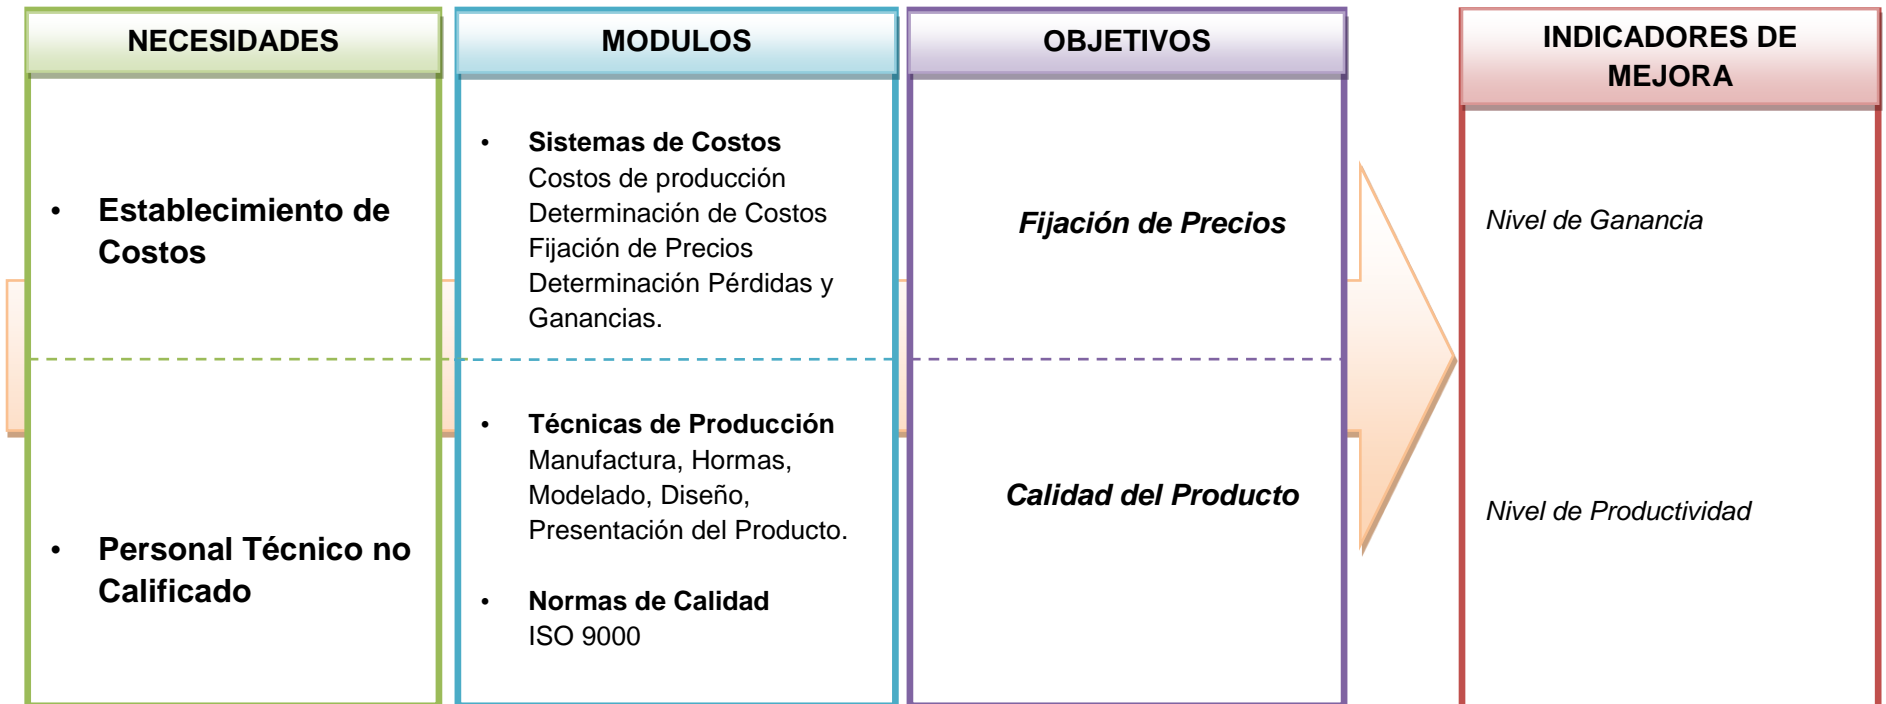 NECESIDADES
• Establecimiento de
Costos
• Personal Técnico no
Calificado
MODULOS
• Sistemas de Costos
Costos de producción
Determinación de Costos
Fijación de Precios
Determinación Pérdidas y
Ganancias.
• Técnicas de Producción
Manufactura, Hormas,
Modelado, Diseño,
Presentación del Producto.
• Normas de Calidad
ISO 9000
OBJETIVOS
Fijación de Precios
Calidad del Producto
INDICADORES DE
MEJORA
Nivel de Ganancia
Nivel de Productividad